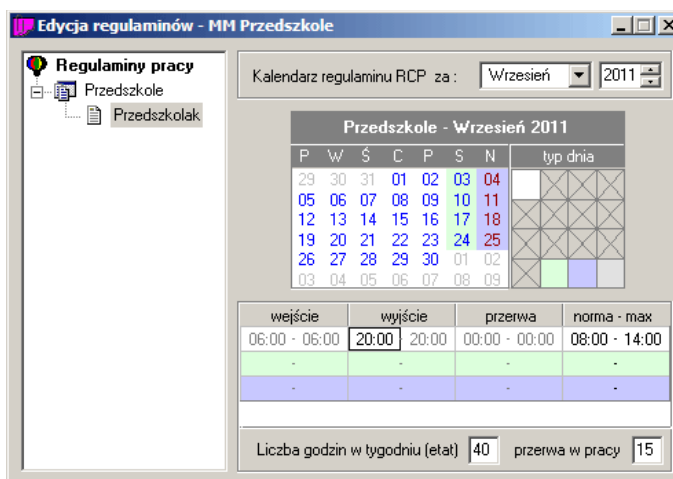 Edycja regulaminów - MM Przedszkole
Regulaminy pracy
Przedszkole
Przedszkolak
Kalendarz regulaminu RCP za : Wrzesień 2011
Przedszkole - Wrzesień 2011
P W Ś C P S N typ dnia
29 30 31 01 02 03 04
05 06 07 08 09 10 11
12 13 14 15 16 17 18
19 20 21 22 23 24 25
26 27 28 29 30 01 02
03 04 05 06 07 08 09
wejście wyjście przerwa norma - max
06:00 - 06:00 20:00 - 20:00 00:00 - 00:00 08:00 - 14:00
- - - -
- - - -
Liczba godzin w tygodniu (etat) 40 przerwa w pracy 15